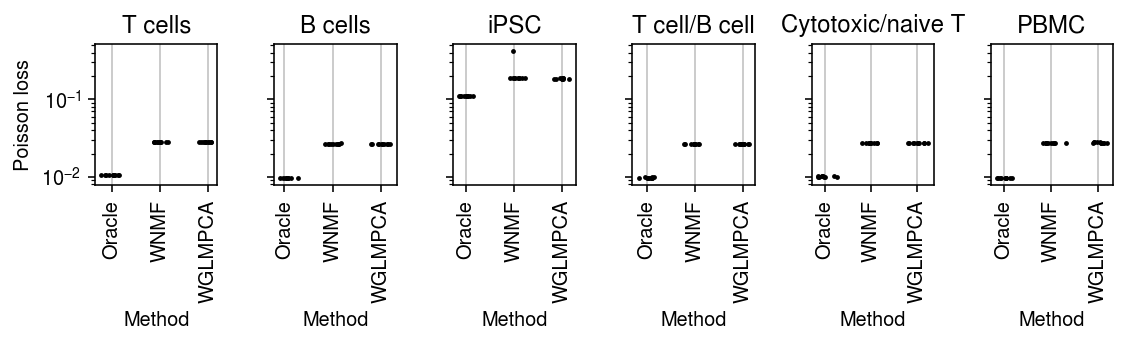 T cells
B cells
iPSC
T cell/B cell
Cytotoxic/naive T
PBMC
Poisson loss
10⁻¹
10⁻²
Oracle
WNMF
WGLMPCA
Oracle
WNMF
WGLMPCA
Oracle
WNMF
WGLMPCA
Oracle
WNMF
WGLMPCA
Oracle
WNMF
WGLMPCA
Oracle
WNMF
WGLMPCA
Method
Method
Method
Method
Method
Method